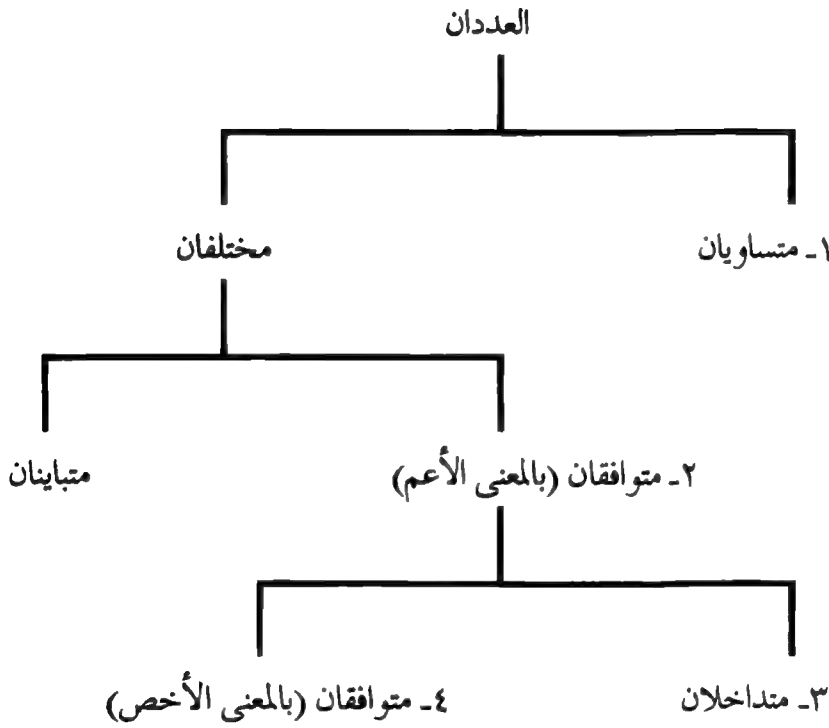 العددان
١ـ متساويان
مختلفان
٢ـ متوافقان (بالمعنى الأعم)
متباينان
٣ـ متداخلان
٤ـ متوافقان (بالمعنى الأخص)